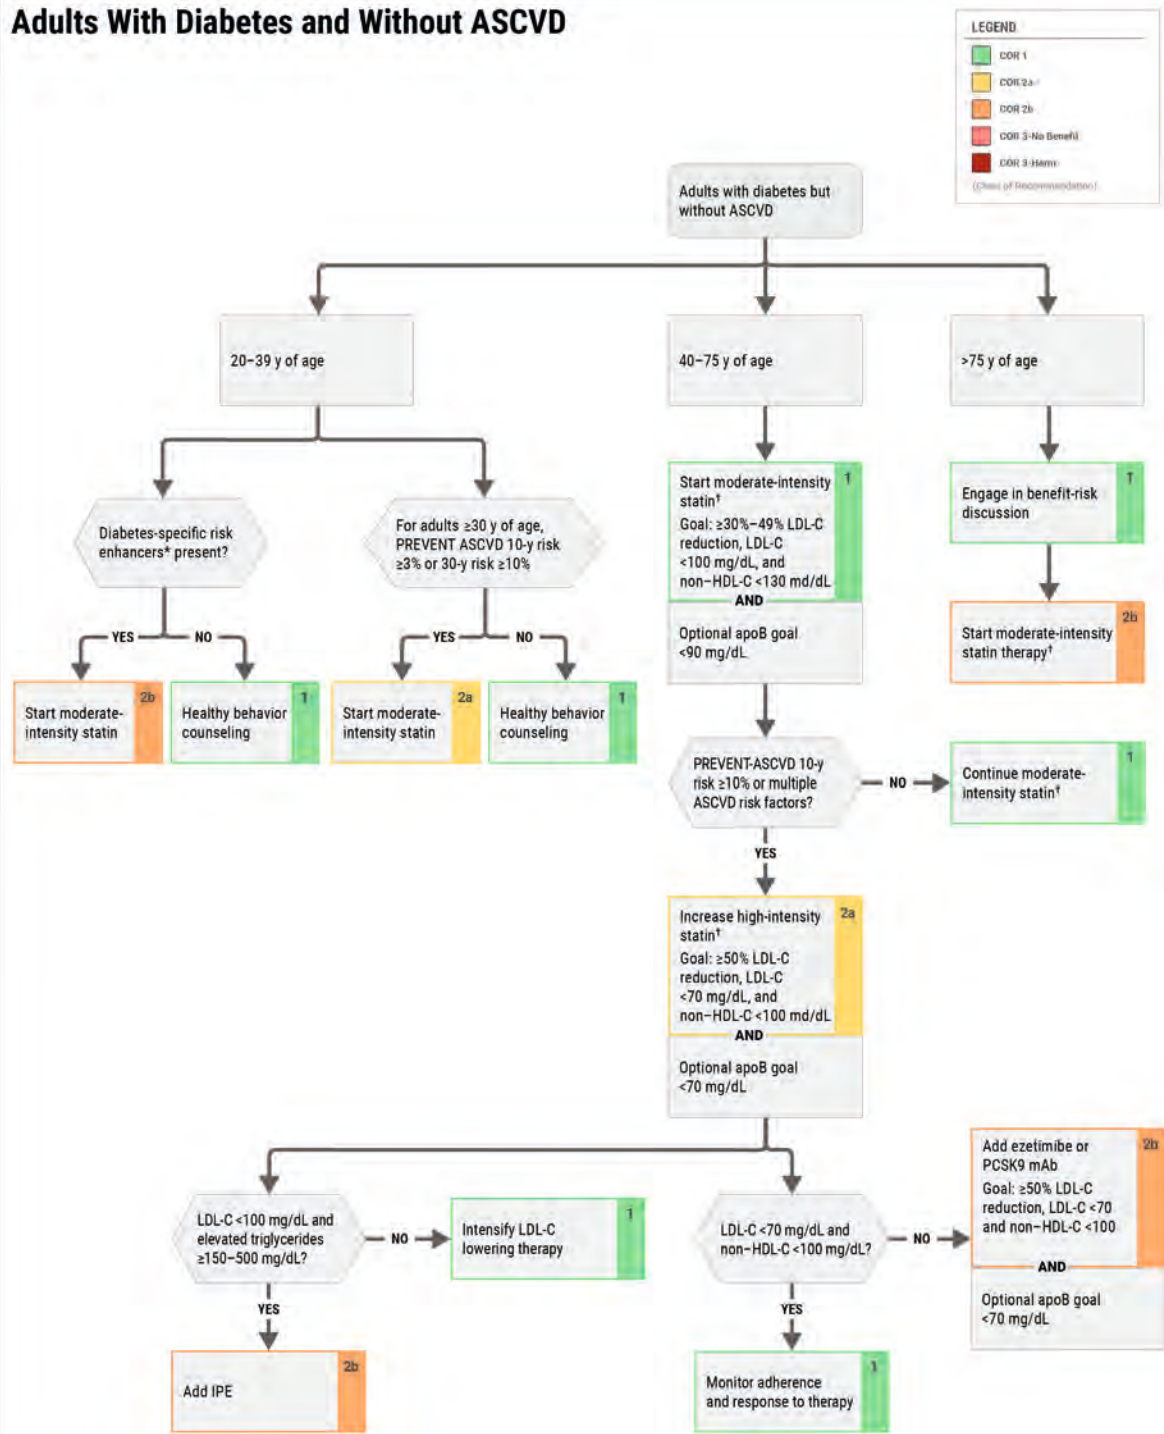 Adults With Diabetes and Without ASCVD
LEGEND
COR 1
COR 2a
COR 2b
COR 3-No Benefit
COR 3-Harm
(Class of Recommendation)
Adults with diabetes but
without ASCVD
20–39 y of age
40–75 y of age
>75 y of age
Diabetes-specific risk
enhancers* present?
For adults ≥30 y of age,
PREVENT ASCVD 10-y risk
≥3% or 30-y risk ≥10%
Start moderate-intensity
statin†
Goal: ≥30%–49% LDL-C
reduction, LDL-C
<100 mg/dL, and
non–HDL-C <130 md/dL
1
AND
Optional apoB goal
<90 mg/dL
Engage in benefit-risk
discussion
1
Start moderate-intensity
statin therapy†
2b
YES
NO
YES
NO
Start moderate-
intensity statin
2b
Healthy behavior
counseling
1
Start moderate-
intensity statin
2a
Healthy behavior
counseling
1
PREVENT-ASCVD 10-y
risk ≥10% or multiple
ASCVD risk factors?
NO
Continue moderate-
intensity statin†
1
YES
Increase high-intensity
statin†
Goal: ≥50% LDL-C
reduction, LDL-C
<70 mg/dL, and
non–HDL-C <100 md/dL
2a
AND
Optional apoB goal
<70 mg/dL
LDL-C <100 mg/dL and
elevated triglycerides
≥150–500 mg/dL?
NO
Intensify LDL-C
lowering therapy
1
LDL-C <70 mg/dL and
non–HDL-C <100 mg/dL?
NO
Add ezetimibe or
PCSK9 mAb
Goal: ≥50% LDL-C
reduction, LDL-C <70
and non–HDL-C <100
2b
AND
Optional apoB goal
<70 mg/dL
YES
YES
Add IPE
2b
Monitor adherence
and response to therapy
1